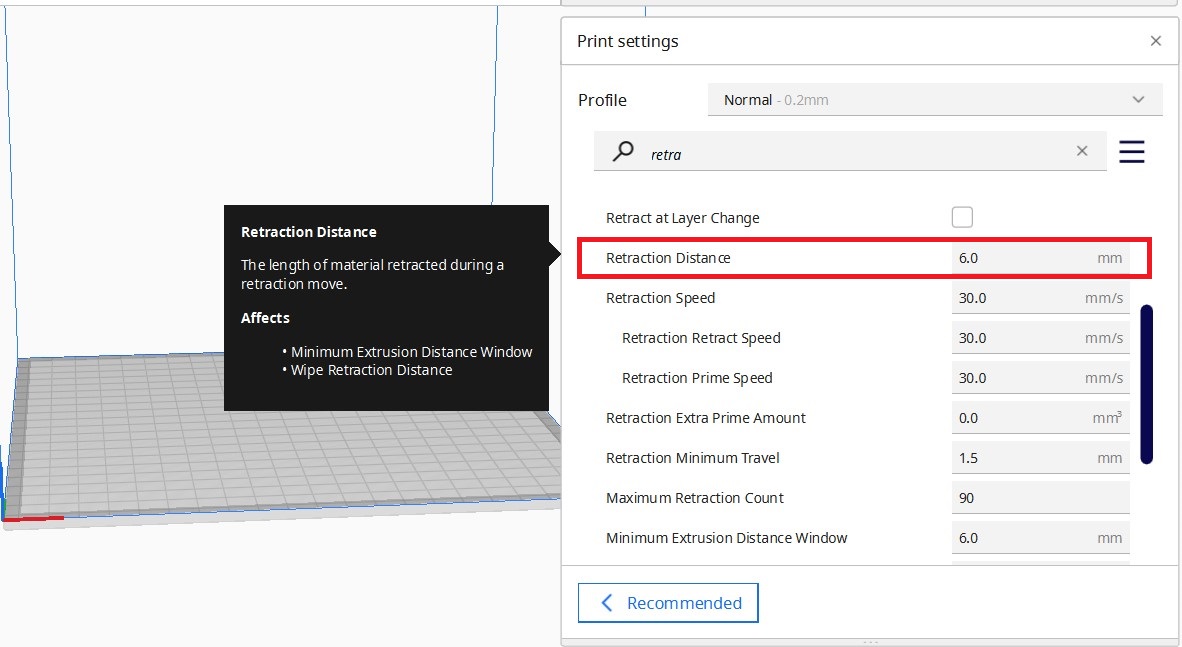 Print settings
Profile
Normal - 0.2mm
retra
Retract at Layer Change
Retraction Distance 6.0 mm
Retraction Speed 30.0 mm/s
Retraction Retract Speed 30.0 mm/s
Retraction Prime Speed 30.0 mm/s
Retraction Extra Prime Amount 0.0 mm³
Retraction Minimum Travel 1.5 mm
Maximum Retraction Count 90
Minimum Extrusion Distance Window 6.0 mm
Recommended
Retraction Distance
The length of material retracted during a
retraction move.
Affects
• Minimum Extrusion Distance Window
• Wipe Retraction Distance